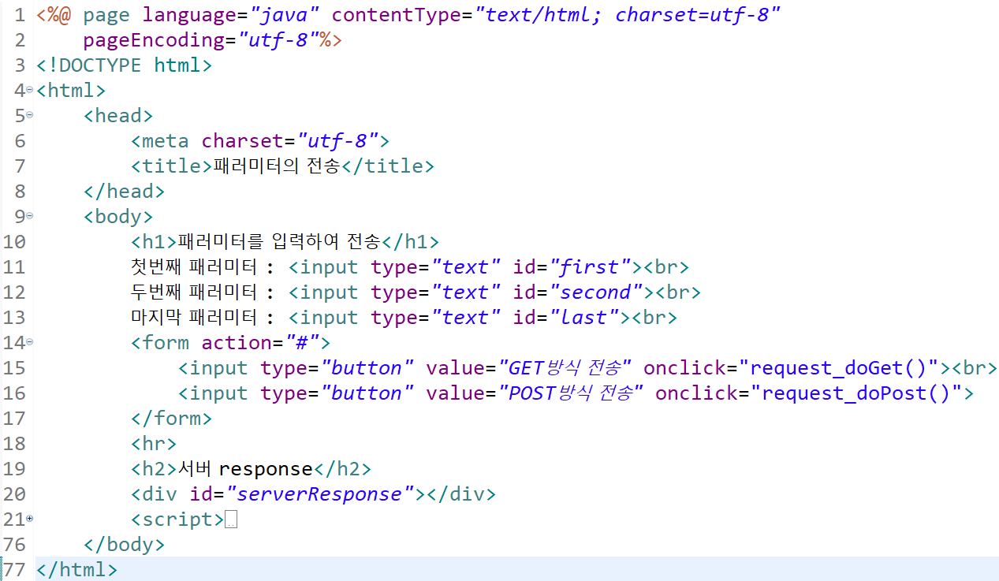 1 <%@ page language="java" contentType="text/html; charset=utf-8"
2     pageEncoding="utf-8"%>
3 <!DOCTYPE html>
4 <html>
5     <head>
6         <meta charset="utf-8">
7         <title>패러미터의 전송</title>
8     </head>
9     <body>
10         <h1>패러미터를 입력하여 전송</h1>
11         첫번째 패러미터 : <input type="text" id="first"><br>
12         두번째 패러미터 : <input type="text" id="second"><br>
13         마지막 패러미터 : <input type="text" id="last"><br>
14         <form action="#">
15             <input type="button" value="GET방식 전송" onclick="request_doGet()"><br>
16             <input type="button" value="POST방식 전송" onclick="request_doPost()">
17         </form>
18         <hr>
19         <h2>서버 response</h2>
20         <div id="serverResponse"></div>
21         <script>
76     </body>
77 </html>